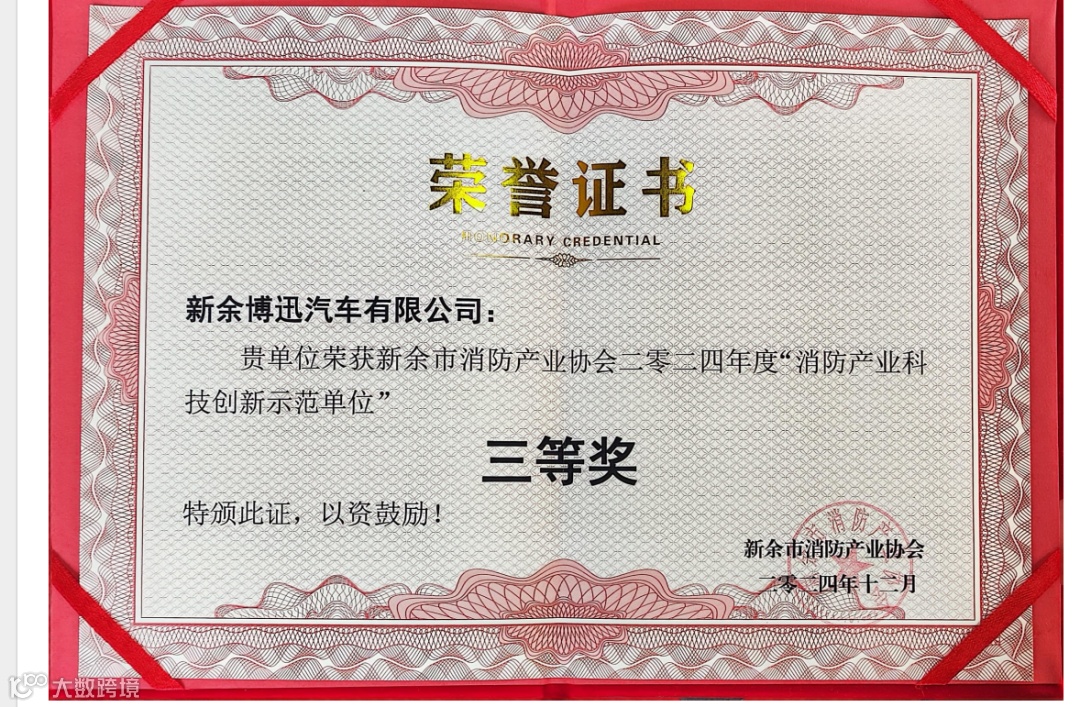 荣誉证书
HONORARY CREDENTIAL
新余博迅汽车有限公司：
贵单位荣获新余市消防产业协会二零二四年度“消防产业科
技创新示范单位”
三等奖
特颁此证，以资鼓励！
新余市消防产业协会
二零二四年十二月
大数跨境